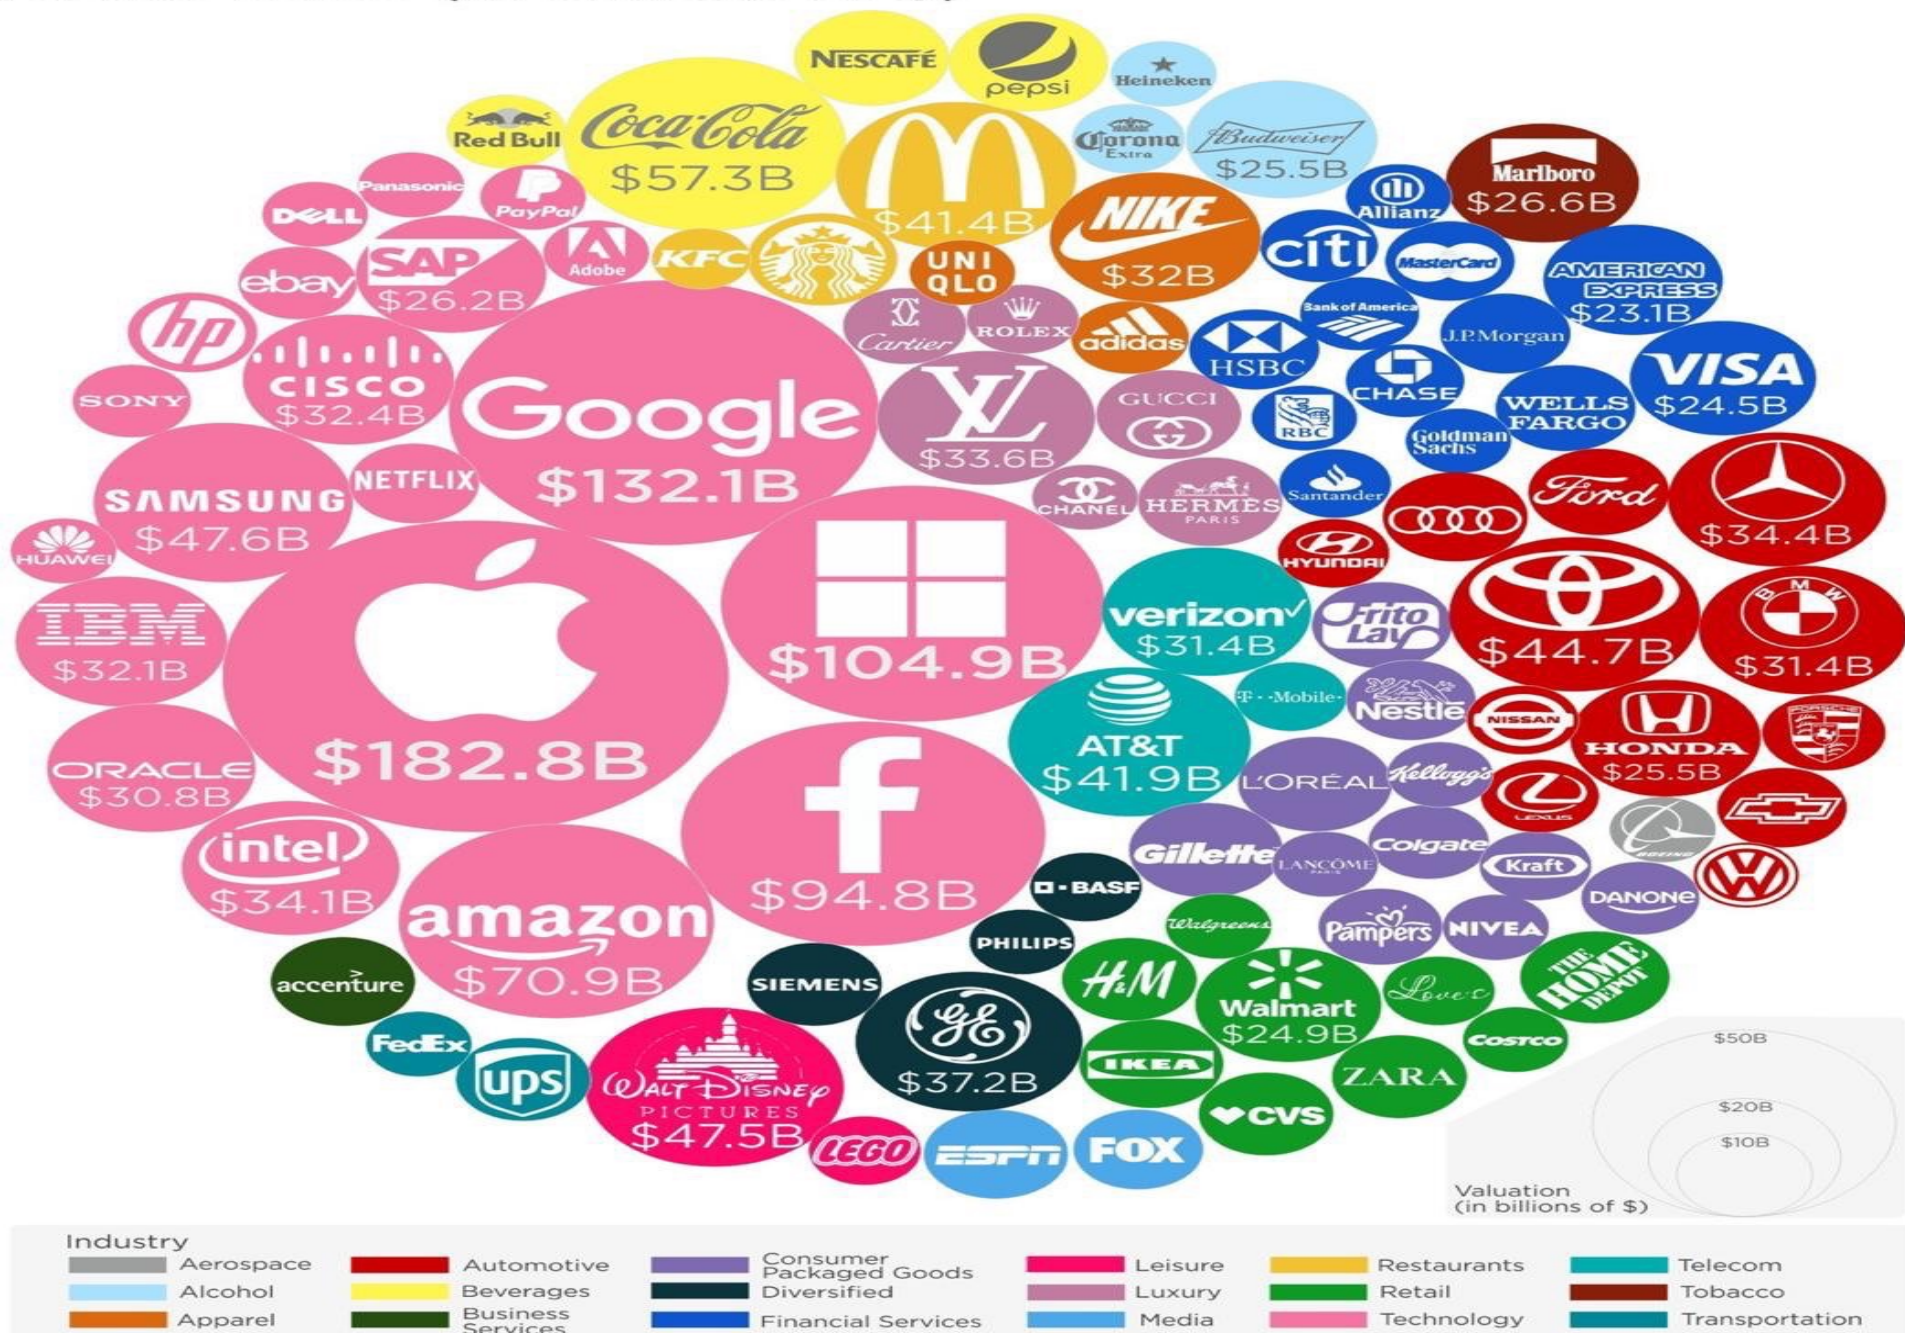 NESCAFÉ
pepsi
Heineken
Red Bull
Coca-Cola
$57.3B
$41.4B
Corona
Extra
Budweiser
$25.5B
Marlboro
$26.6B
Panasonic
PayPal
DELL
NIKE
$32B
Allianz
citi
MasterCard
AMERICAN
EXPRESS
$23.1B
ebay
SAP
$26.2B
Adobe
KFC
UNI
QLO
hp
CISCO
$32.4B
Cartier
ROLEX
adidas
HSBC
Bank of America
J.P.Morgan
CHASE
VISA
$24.5B
SONY
Google
$132.1B
LV
$33.6B
GUCCI
RBC
WELLS
FARGO
Goldman
Sachs
SAMSUNG
$47.6B
NETFLIX
CHANEL
HERMÈS
PARIS
Santander
Ford
$34.4B
HUAWEI
HYUNDAI
IBM
$32.1B
$182.8B
$104.9B
verizon✓
$31.4B
Frito
Lay
$44.7B
BMW
$31.4B
ORACLE
$30.8B
AT&T
$41.9B
T··Mobile·
Nestle
NISSAN
HONDA
$25.5B
PORSCHE
intel
$34.1B
f
$94.8B
L'ORÉAL
Kellogg's
LEXUS
BOEING
amazon
$70.9B
BASF
Gillette
LANCÔME
PARIS
Colgate
Kraft
DANONE
VW
accenture
PHILIPS
Walgreens
Pampers
NIVEA
SIEMENS
GE
$37.2B
H&M
Walmart
$24.9B
THE
HOME
DEPOT
FedEx
ups
WALT DISNEY
PICTURES
$47.5B
IKEA
ZARA
COSTCO
CVS
LEGO
ESPN
FOX
$50B
$20B
$10B
Valuation
(in billions of $)
Industry
Aerospace
Automotive
Consumer
Packaged Goods
Leisure
Restaurants
Telecom
Alcohol
Beverages
Diversified
Luxury
Retail
Tobacco
Apparel
Business
Services
Financial Services
Media
Technology
Transportation